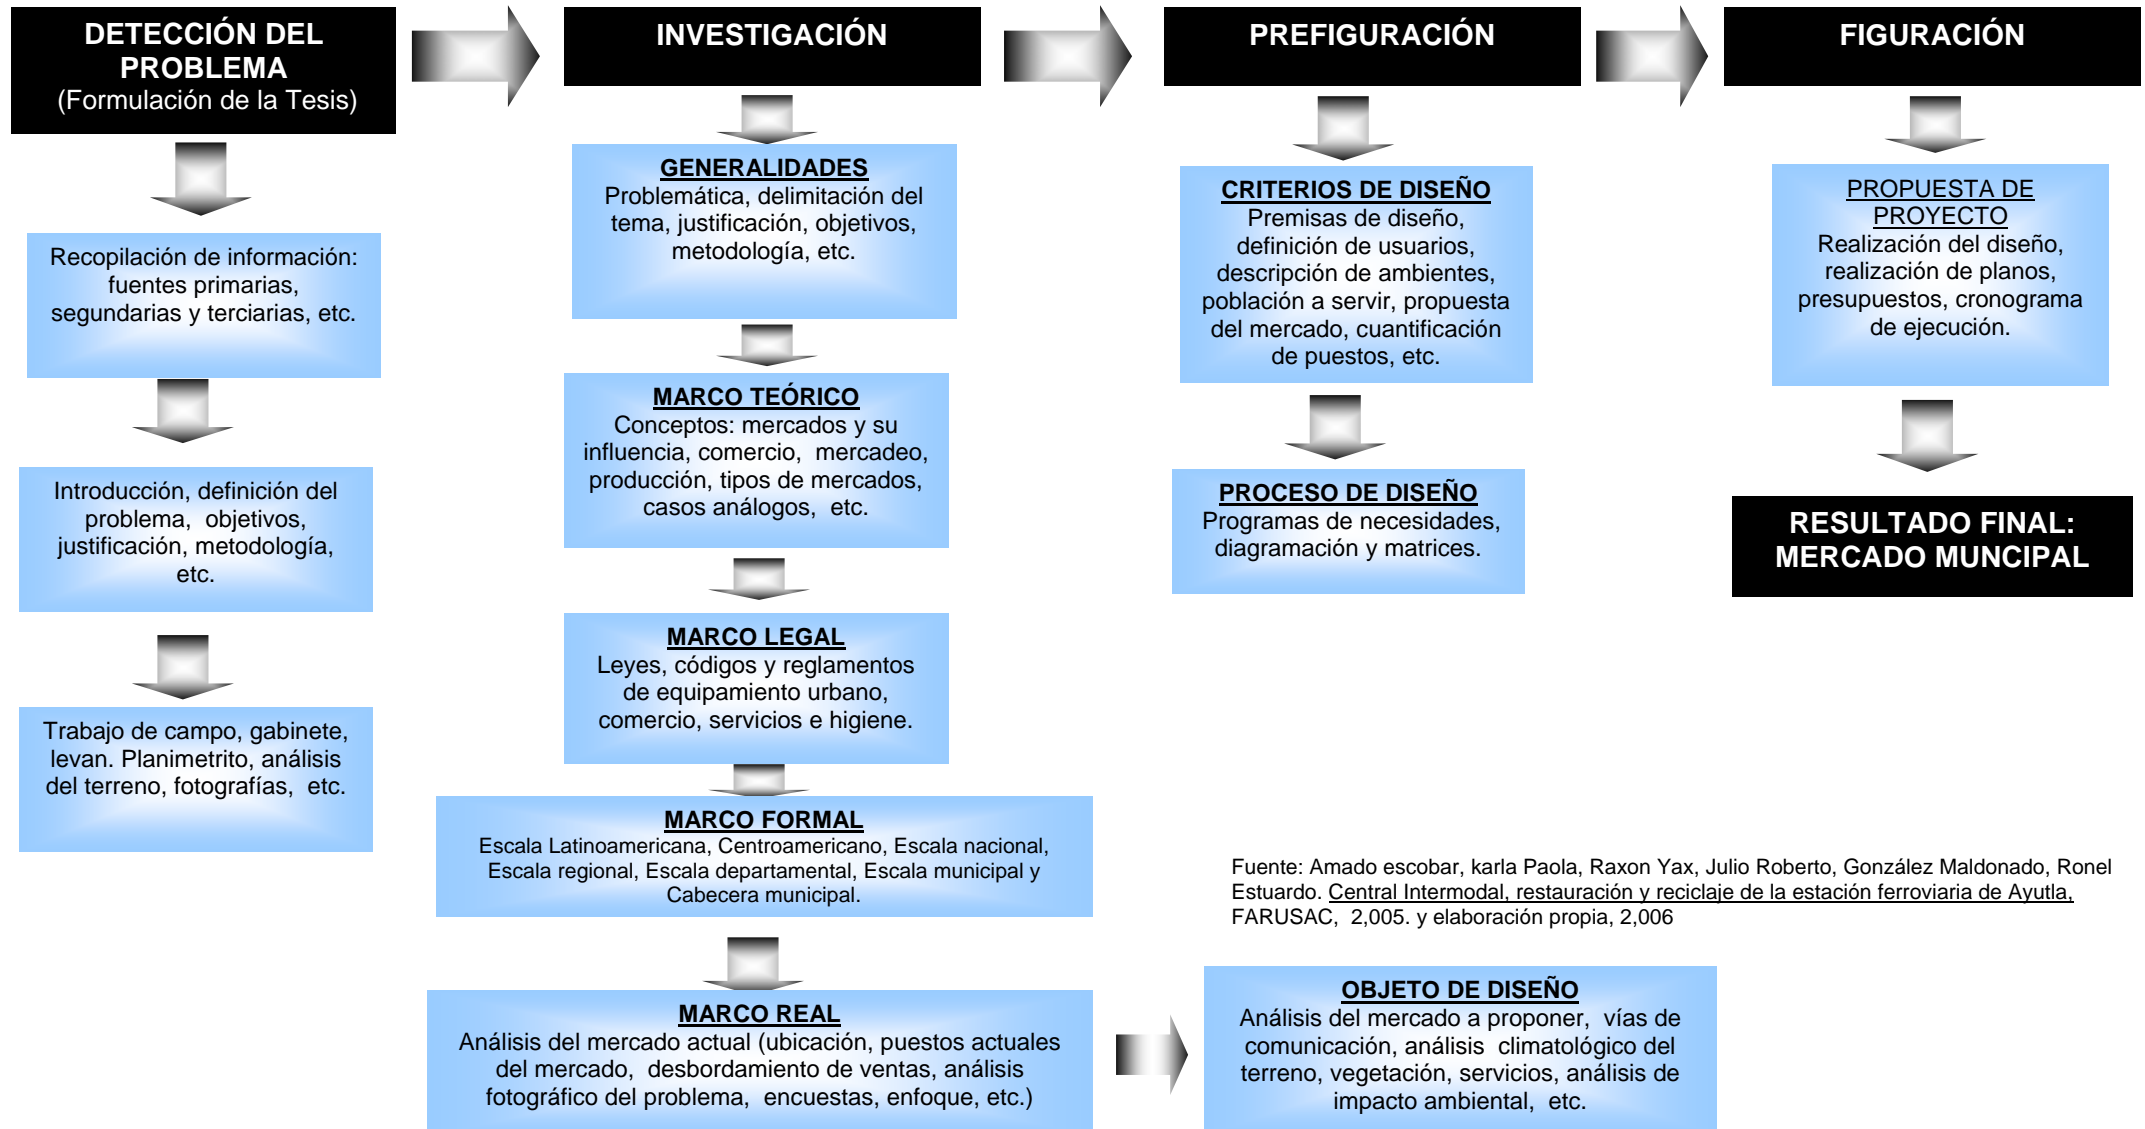 DETECCIÓN DEL
PROBLEMA
(Formulación de la Tesis)
Recopilación de información:
fuentes primarias,
segundarias y terciarias, etc.
Introducción, definición del
problema, objetivos,
justificación, metodología,
etc.
Trabajo de campo, gabinete,
levan. Planimetrito, análisis
del terreno, fotografías, etc.
INVESTIGACIÓN
GENERALIDADES
Problemática, delimitación del
tema, justificación, objetivos,
metodología, etc.
MARCO TEÓRICO
Conceptos: mercados y su
influencia, comercio, mercadeo,
producción, tipos de mercados,
casos análogos, etc.
MARCO LEGAL
Leyes, códigos y reglamentos
de equipamiento urbano,
comercio, servicios e higiene.
MARCO FORMAL
Escala Latinoamericana, Centroamericano, Escala nacional,
Escala regional, Escala departamental, Escala municipal y
Cabecera municipal.
MARCO REAL
Análisis del mercado actual (ubicación, puestos actuales
del mercado, desbordamiento de ventas, análisis
fotográfico del problema, encuestas, enfoque, etc.)
OBJETO DE DISEÑO
Análisis del mercado a proponer, vías de
comunicación, análisis climatológico del
terreno, vegetación, servicios, análisis de
impacto ambiental, etc.
PREFIGURACIÓN
CRITERIOS DE DISEÑO
Premisas de diseño,
definición de usuarios,
descripción de ambientes,
población a servir, propuesta
del mercado, cuantificación
de puestos, etc.
PROCESO DE DISEÑO
Programas de necesidades,
diagramación y matrices.
FIGURACIÓN
PROPUESTA DE
PROYECTO
Realización del diseño,
realización de planos,
presupuestos, cronograma
de ejecución.
RESULTADO FINAL:
MERCADO MUNCIPAL
Fuente: Amado escobar, karla Paola, Raxon Yax, Julio Roberto, González Maldonado, Ronel
Estuardo. Central Intermodal, restauración y reciclaje de la estación ferroviaria de Ayutla,
FARUSAC, 2,005. y elaboración propia, 2,006